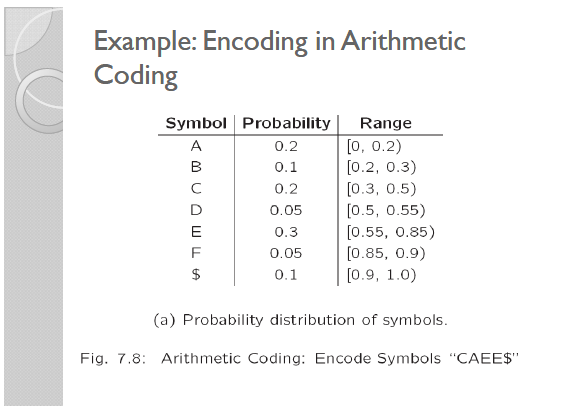 Example: Encoding in Arithmetic
Coding
Symbol Probability Range
A 0.2 [0, 0.2)
B 0.1 [0.2, 0.3)
C 0.2 [0.3, 0.5)
D 0.05 [0.5, 0.55)
E 0.3 [0.55, 0.85)
F 0.05 [0.85, 0.9)
$ 0.1 [0.9, 1.0)
(a) Probability distribution of symbols.
Fig. 7.8: Arithmetic Coding: Encode Symbols “CAEE$”